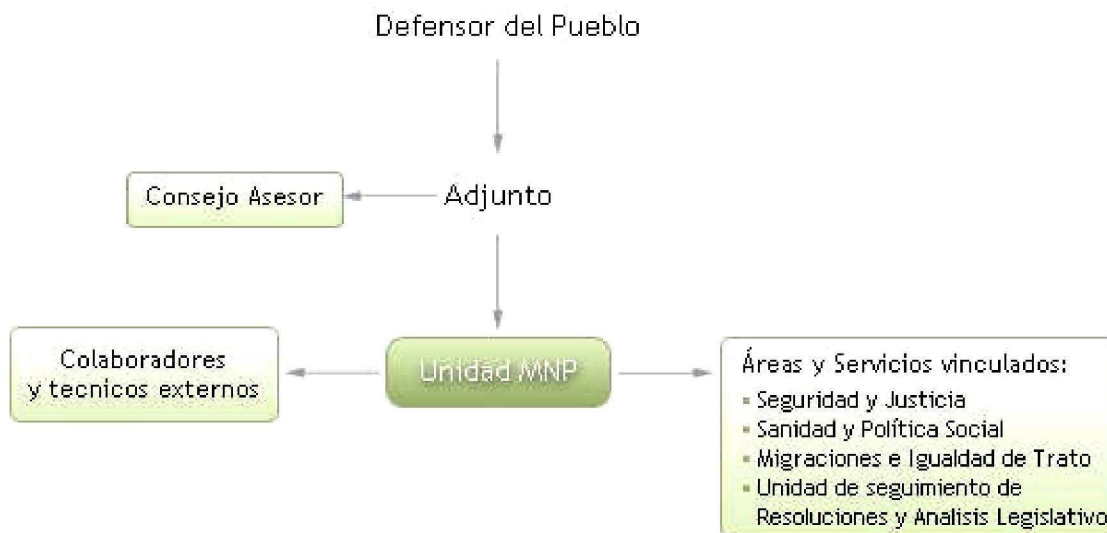 Defensor del Pueblo
Consejo Asesor
Adjunto
Colaboradores
y tecnicos externos
Unidad MNP
Áreas y Servicios vinculados:
▪ Seguridad y Justicia
▪ Sanidad y Política Social
▪ Migraciones e Igualdad de Trato
▪ Unidad de seguimiento de
Resoluciones y Analisis Legislativo